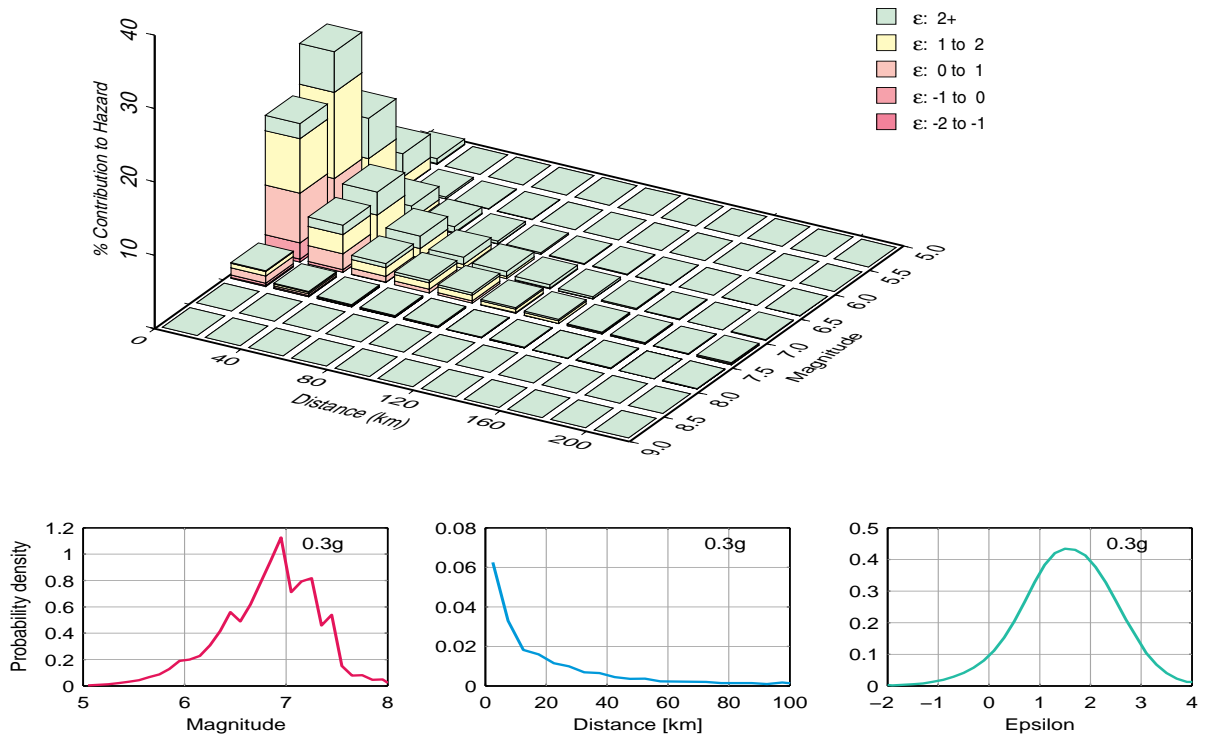 % Contribution to Hazard
40
30
20
10
ε: 2+
ε: 1 to 2
ε: 0 to 1
ε: -1 to 0
ε: -2 to -1
0
40
80
120
160
200
Distance (km)
5.0
5.5
6.0
6.5
7.0
7.5
8.0
8.5
9.0
Magnitude
Probability density
1.2
1
0.8
0.6
0.4
0.2
0
5 6 7 8
0.3g
Magnitude
0.08
0.06
0.04
0.02
0
0 20 40 60 80 100
0.3g
Distance [km]
0.5
0.4
0.3
0.2
0.1
0
−2 −1 0 1 2 3 4
0.3g
Epsilon